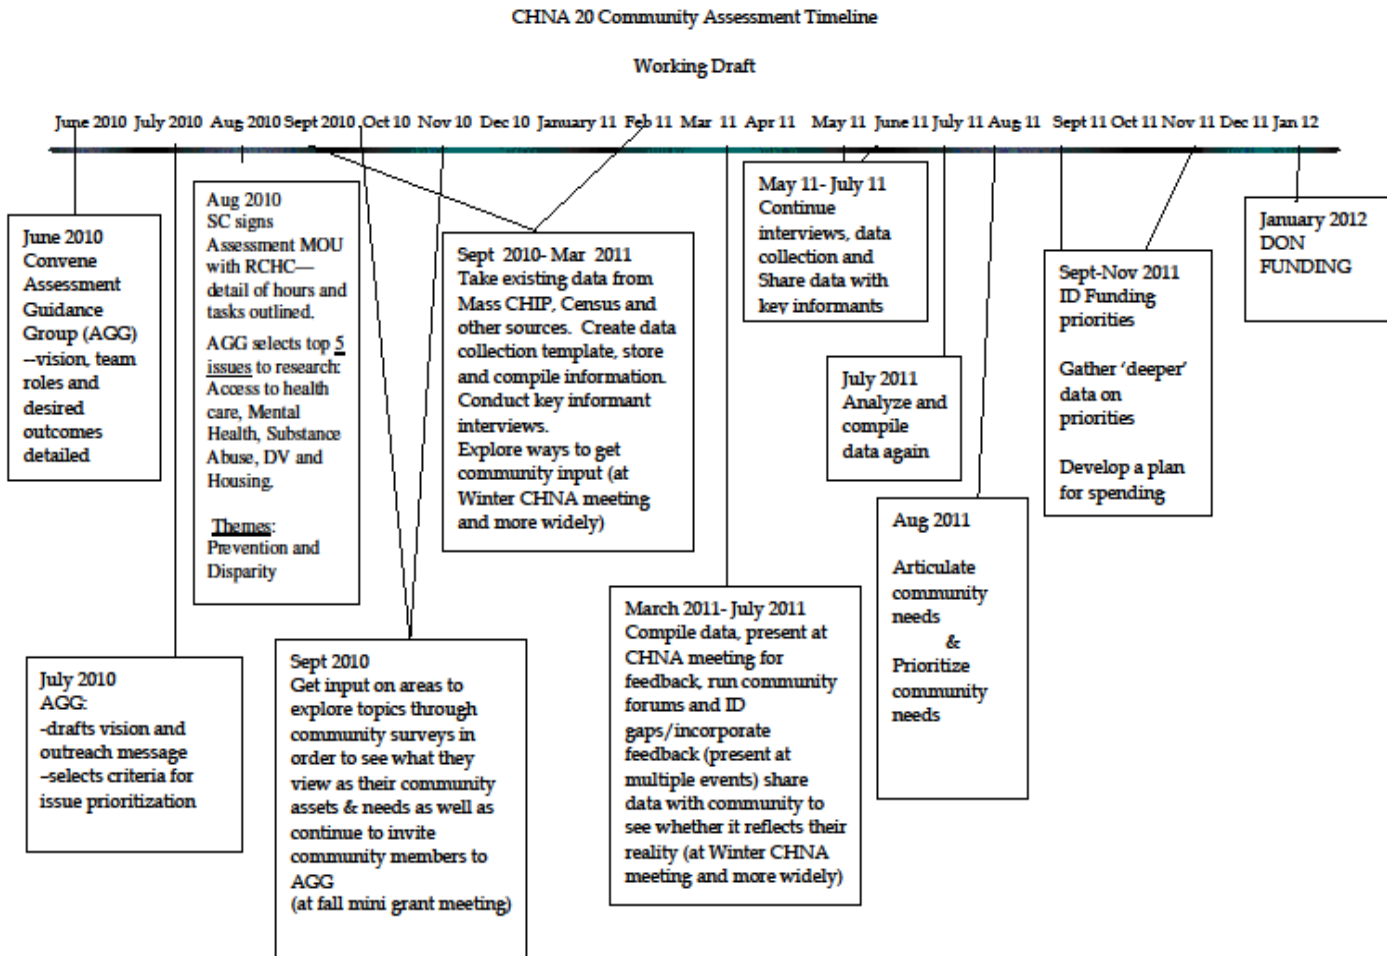 CHNA 20 Community Assessment Timeline
Working Draft
June 2010 July 2010 Aug 2010 Sept 2010 Oct 10 Nov 10 Dec 10 January 11 Feb 11 Mar 11 Apr 11 May 11 June 11 July 11 Aug 11 Sept 11 Oct 11 Nov 11 Dec 11 Jan 12
June 2010
Convene
Assessment
Guidance
Group (AGG)
--vision, team
roles and
desired
outcomes
detailed
July 2010
AGG:
-drafts vision and
outreach message
-selects criteria for
issue prioritization
Aug 2010
SC signs
Assessment MOU
with RCHC—
detail of hours and
tasks outlined.
AGG selects top 5
issues to research:
Access to health
care, Mental
Health, Substance
Abuse, DV and
Housing.
Themes:
Prevention and
Disparity
Sept 2010
Get input on areas to
explore topics through
community surveys in
order to see what they
view as their community
assets & needs as well as
continue to invite
community members to
AGG
(at fall mini grant meeting)
Sept 2010- Mar 2011
Take existing data from
Mass CHIP, Census and
other sources. Create data
collection template, store
and compile information.
Conduct key informant
interviews.
Explore ways to get
community input (at
Winter CHNA meeting
and more widely)
March 2011- July 2011
Compile data, present at
CHNA meeting for
feedback, run community
forums and ID
gaps/incorporate
feedback (present at
multiple events) share
data with community to
see whether it reflects their
reality (at Winter CHNA
meeting and more widely)
May 11- July 11
Continue
interviews, data
collection and
Share data with
key informants
July 2011
Analyze and
compile
data again
Aug 2011
Articulate
community
needs
&
Prioritize
community
needs
Sept-Nov 2011
ID Funding
priorities
Gather ‘deeper’
data on
priorities
Develop a plan
for spending
January 2012
DON
FUNDING